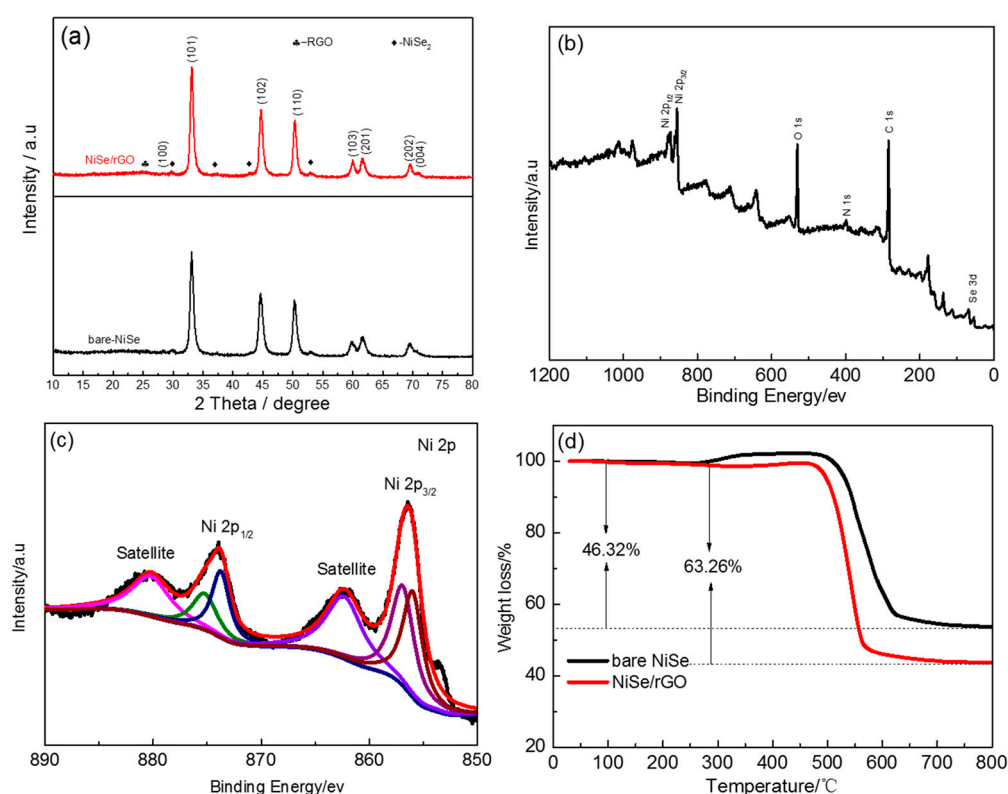 (a)
♣–RGO ♦-NiSe₂
(101)
(102)
(110)
(100)
(103)
(201)
(202)
(004)
NiSe/rGO
bare-NiSe
Intensity / a.u
10 15 20 25 30 35 40 45 50 55 60 65 70 75 80
2 Theta / degree
(b)
Ni 2p1/2
Ni 2p3/2
O 1s
N 1s
C 1s
Se 3d
Intensity/a.u
1200 1000 800 600 400 200 0
Binding Energy/ev
(c)
Ni 2p
Ni 2p3/2
Ni 2p1/2
Satellite
Satellite
Intensity/a.u
890 880 870 860 850
Binding Energy/ev
(d)
100
80
60
40
20
46.32%
63.26%
bare NiSe
NiSe/rGO
Weight loss/%
0 100 200 300 400 500 600 700 800
Temperature/℃